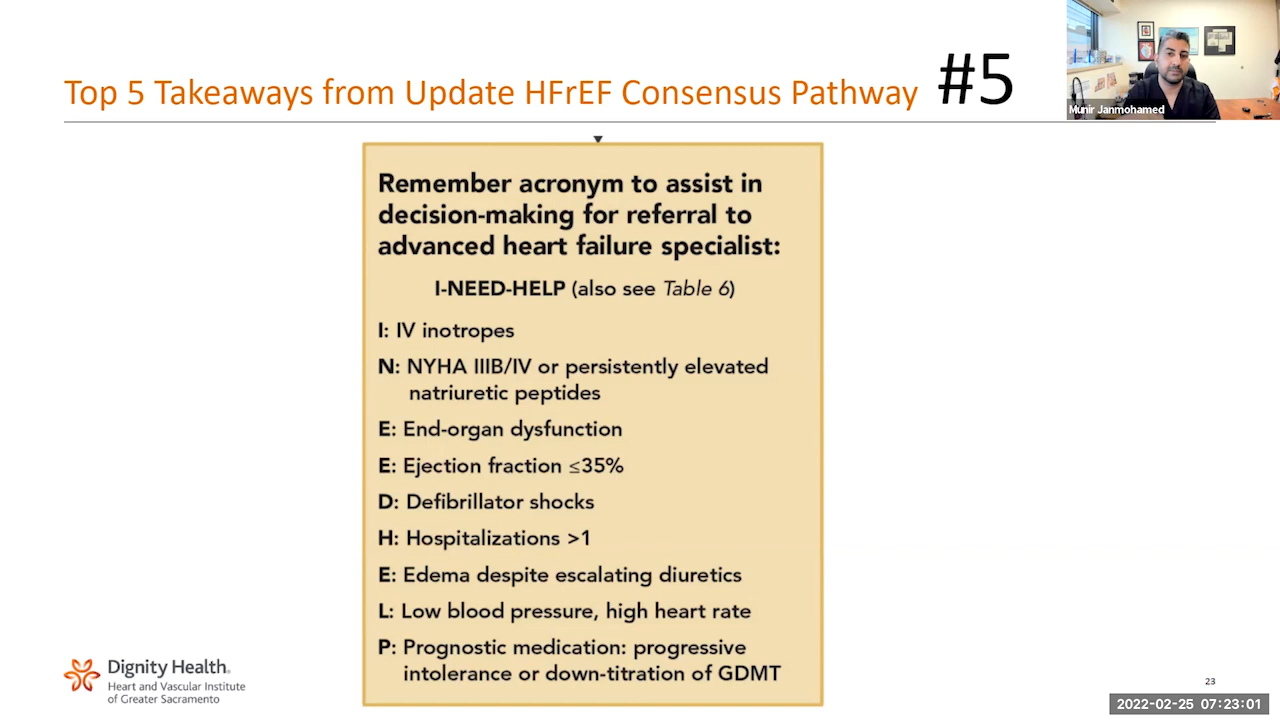 Top 5 Takeaways from Update HFrEF Consensus Pathway #5
Munir Janmohamed
Remember acronym to assist in
decision-making for referral to
advanced heart failure specialist:
I-NEED-HELP (also see Table 6)
I: IV inotropes
N: NYHA IIIB/IV or persistently elevated
natriuretic peptides
E: End-organ dysfunction
E: Ejection fraction ≤35%
D: Defibrillator shocks
H: Hospitalizations >1
E: Edema despite escalating diuretics
L: Low blood pressure, high heart rate
P: Prognostic medication: progressive
intolerance or down-titration of GDMT
Dignity Health.
Heart and Vascular Institute
of Greater Sacramento
23
2022-02-25 07:23:01